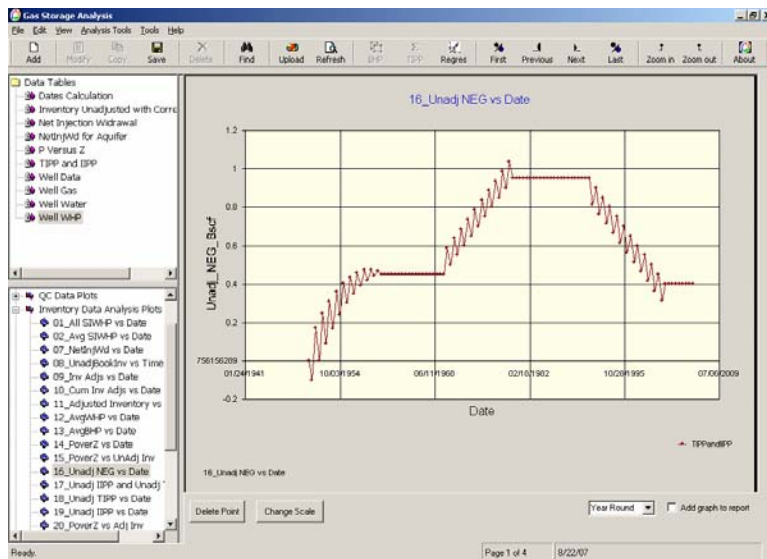 Gas Storage Analysis
File Edit View Analysis Tools Tools Help
Add Modify Copy Save Delete Find Upload Refresh BHP TIPP Regres First Previous Next Last Zoom in Zoom out About
Data Tables
Dates Calculation
Inventory Unadjusted with Corre
Net Injection Widrawal
NetInjWd for Aquifer
P Versus Z
TIPP and IIPP
Well Data
Well Gas
Well Water
Well WHP
QC Data Plots
Inventory Data Analysis Plots
01_All SIWHP vs Date
02_Avg SIWHP vs Date
07_NetInjWd vs Date
08_UnadjBookInv vs Time
09_Inv Adjs vs Date
10_Cum Inv Adjs vs Date
11_Adjusted Inventory vs
12_AvgWHP vs Date
13_AvgBHP vs Date
14_PoverZ vs Date
15_PoverZ vs UnAdj Inv
16_Unadj NEG vs Date
17_Unadj IIPP and Unadj
18_Unadj TIPP vs Date
19_Unadj IIPP vs Date
20_PoverZ vs Adj Inv
16_Unadj NEG vs Date
1.2
1
0.8
0.6
0.4
0.2
756156289
-0.2
Unadj_NEG_Bscf
01/24/1941 10/03/1954 06/11/1968 02/18/1982 10/28/1995 07/06/2009
Date
TIPPandIIPP
16_Unadj NEG vs Date
Delete Point Change Scale Year Round Add graph to report
Ready. Page 1 of 4 8/22/07